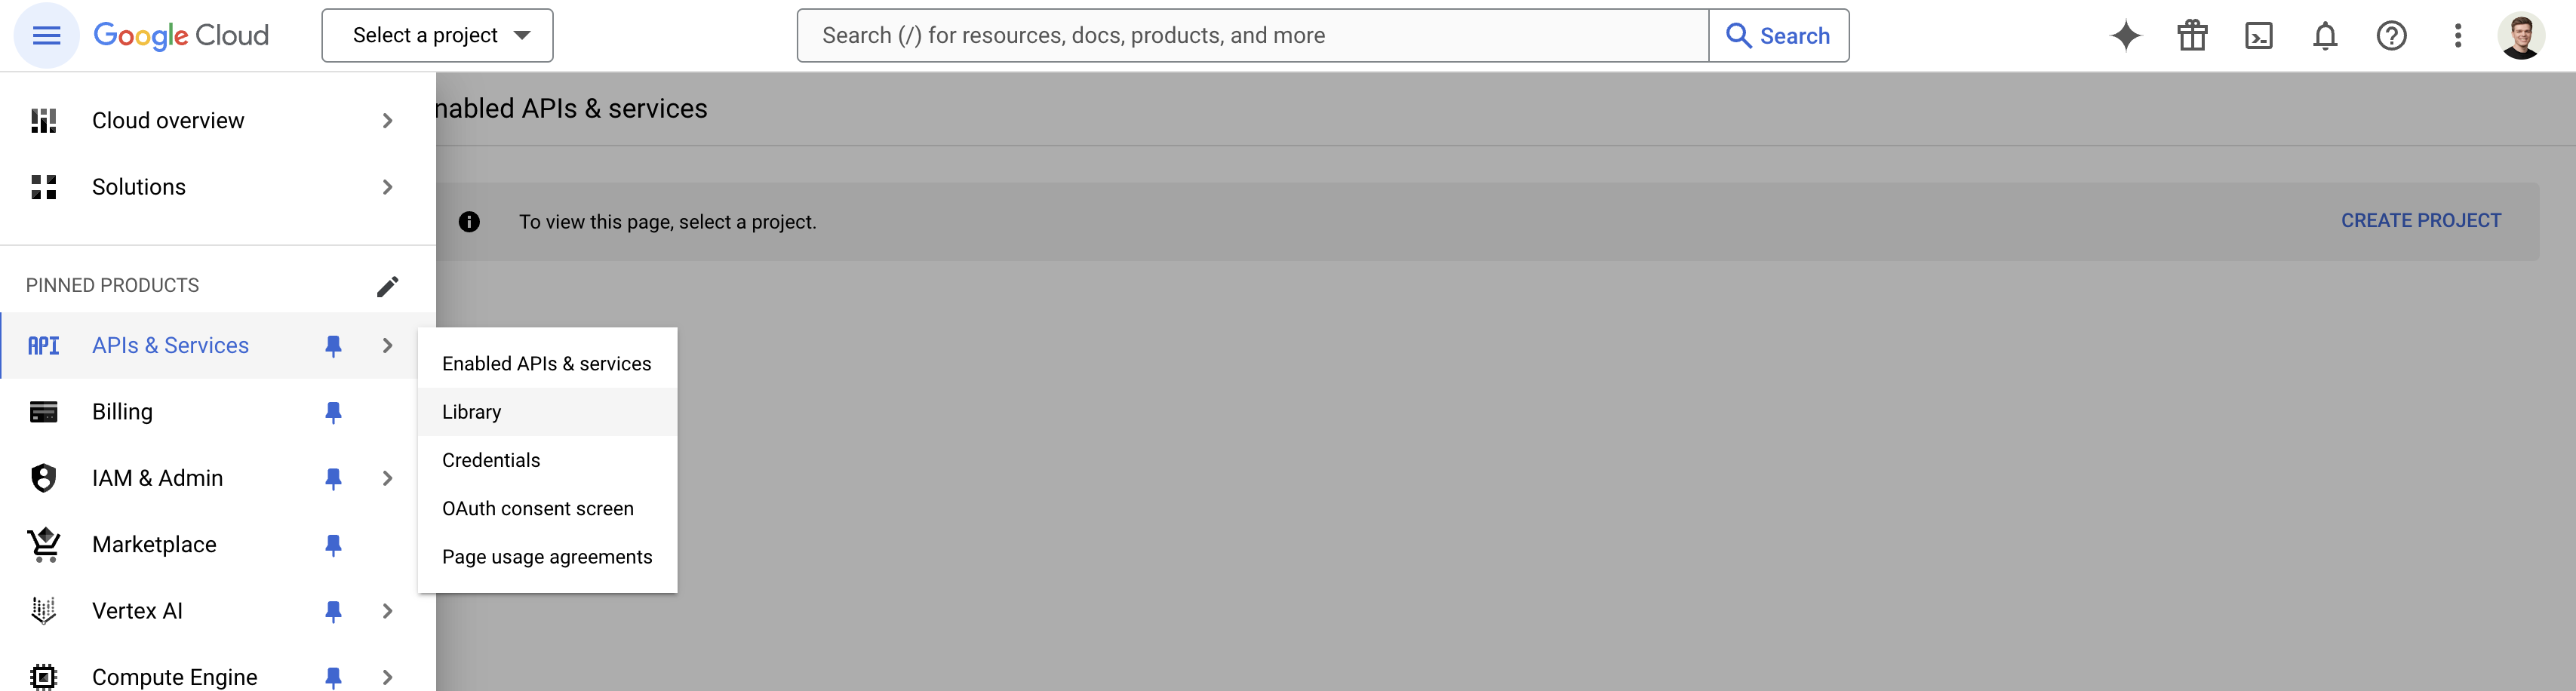 Google Cloud
Select a project
Search (/) for resources, docs, products, and more
Search
Cloud overview
Solutions
PINNED PRODUCTS
API APIs & Services
Billing
IAM & Admin
Marketplace
Vertex AI
Compute Engine
Enabled APIs & services
Library
Credentials
OAuth consent screen
Page usage agreements
nabled APIs & services
To view this page, select a project.
CREATE PROJECT